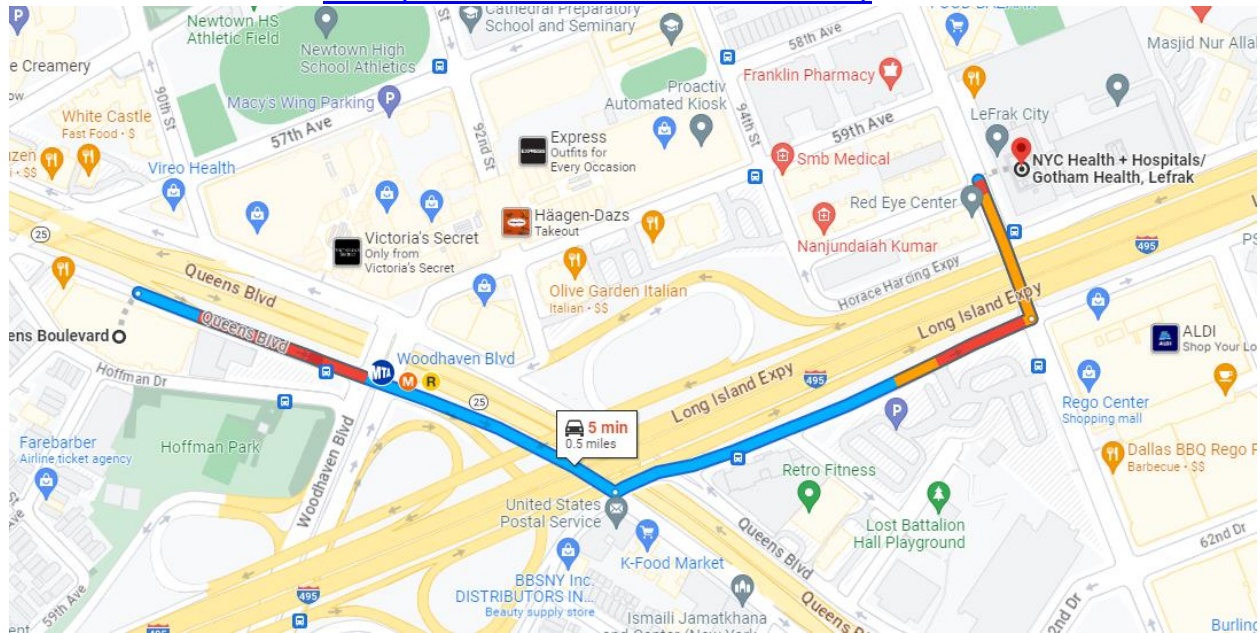 Newtown HS
Athletic Field
Newtown High
School Athletics
Cathedral Preparatory
School and Seminary
58th Ave
FOOD BAZAAR
Masjid Nur Allah
e Creamery
90th St
Macy's Wing Parking
57th Ave
92nd St
Proactiv
Automated Kiosk
94th St
Franklin Pharmacy
59th Ave
LeFrak City
White Castle
Fast Food · $
Vireo Health
Express
Outfits for
Every Occasion
Smb Medical
NYC Health + Hospitals/
Gotham Health, Lefrak
Red Eye Center
Häagen-Dazs
Takeout
Nanjundaiah Kumar
25
Victoria's Secret
Only from
Victoria's Secret
Queens Blvd
Olive Garden Italian
Italian · $$
Horace Harding Expy
495
Long Island Expy
ens Boulevard
Queens Blvd
Hoffman Dr
MTA
M
R
Woodhaven Blvd
25
Long Island Expy
495
ALDI
Shop Your Lo
Rego Center
Shopping mall
5 min
0.5 miles
Farebarber
Airline ticket agency
Hoffman Park
Woodhaven Blvd
Dallas BBQ Rego P
Barbecue · $$
Retro Fitness
United States
Postal Service
Lost Battalion
Hall Playground
Queens Blvd
K-Food Market
62nd Dr
BBSNY Inc.
DISTRIBUTORS IN...
Beauty supply store
495
59th Ave
495
Ismaili Jamatkhana
Queens
2nd Dr
Burling